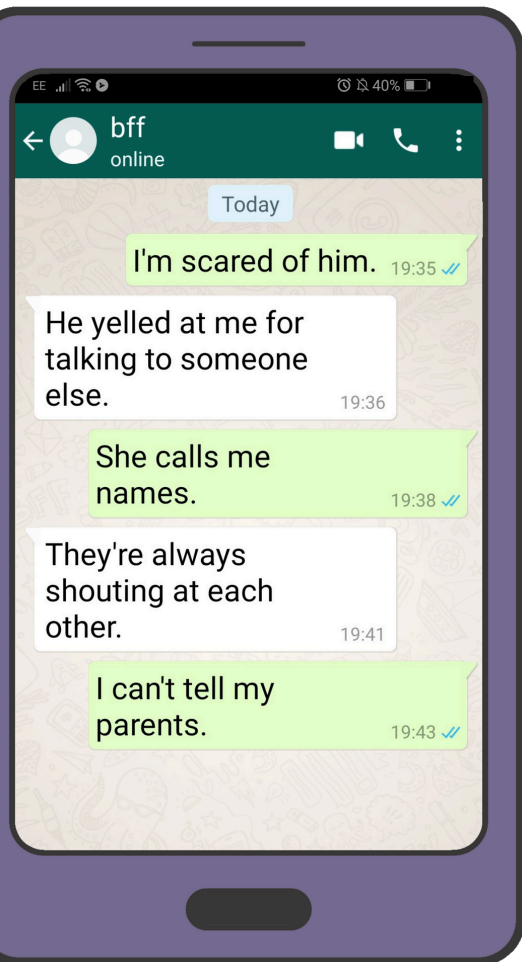 EE 40%
bff
online
Today
I'm scared of him. 19:35
He yelled at me for
talking to someone
else. 19:36
She calls me
names. 19:38
They're always
shouting at each
other. 19:41
I can't tell my
parents. 19:43